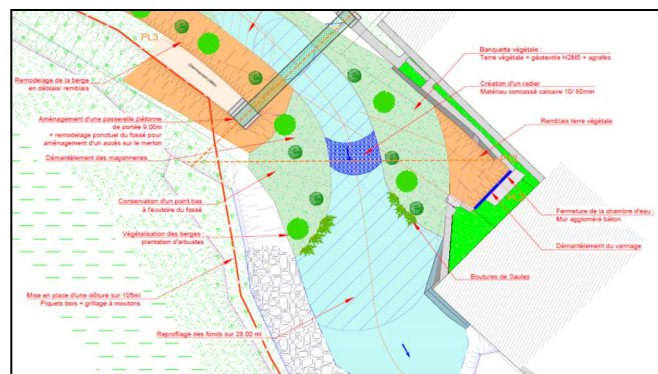 PL3
Remodelage de la berge
en déblais/ remblais
Cheminement piéton
Aménagement d'une passerelle piétonne
de portée 9.00m
+ remodelage ponctuel du fossé pour
aménagement d'un accès sur le merlon
Démantèlement des maçonneries
Conservation d'un point bas
à l'exutoire du fossé
Végétalisation des berges
plantation d'arbustes
Mise en place d'une clôture sur 105ml
Piquets bois + grillage à moutons
Reprofilage des fonds sur 28.00 ml
Banquette végétale :
Terre végétale + géotextile H2M5 + agrafes
Création d'un radier
Matériau concassé calcaire 10/ 80mm
Remblais terre végétale
Fermeture de la chambre d'eau :
Mur aggloméré béton
Démantèlement du vannage
Boutures de Saules